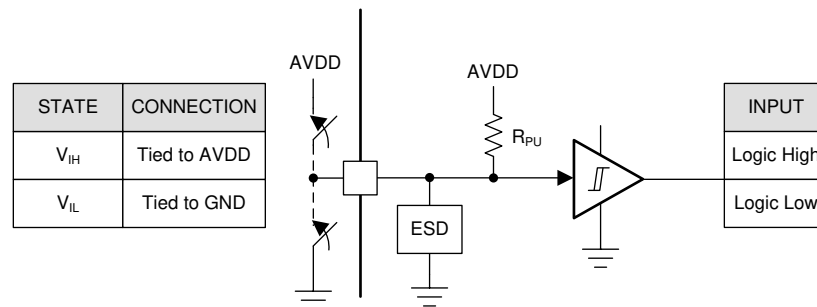 AVDD
AVDD
STATE CONNECTION
INPUT
R_PU
V_IH Tied to AVDD
Logic High
V_IL Tied to GND
Logic Low
ESD